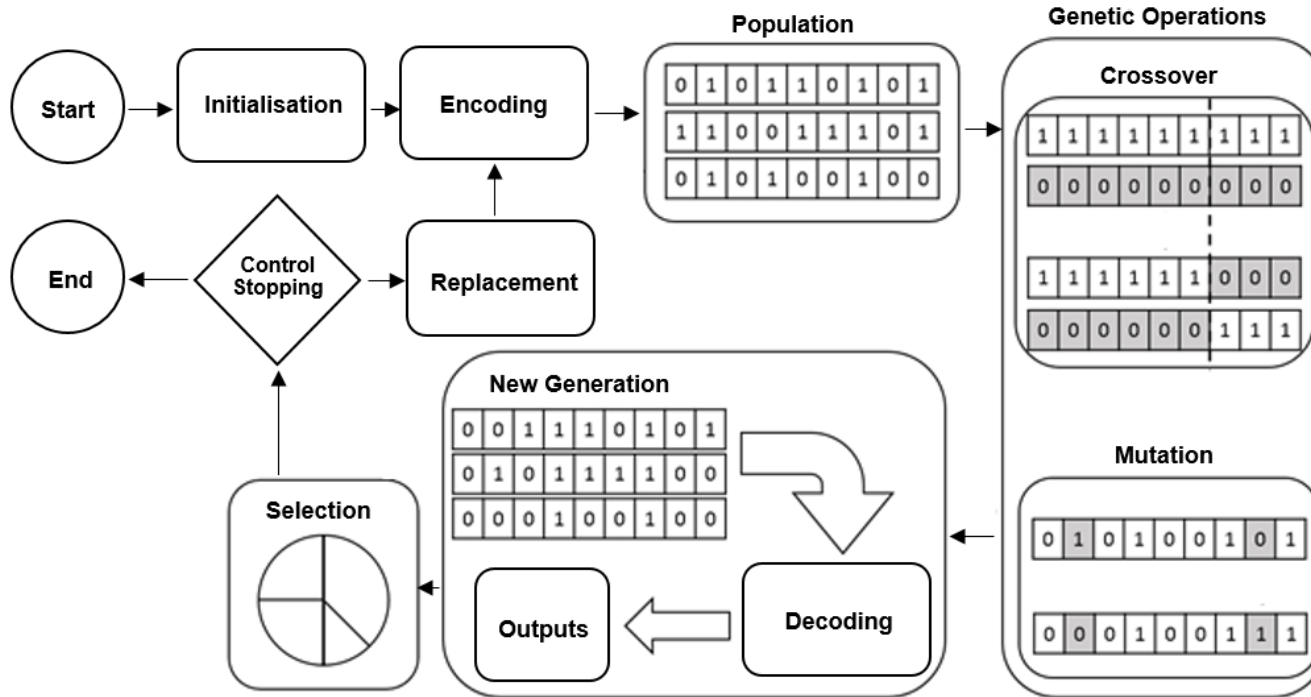 Population
Genetic Operations
Start
Initialisation
Encoding
0 1 0 1 1 0 1 0 1
1 1 0 0 1 1 1 0 1
0 1 0 1 0 0 1 0 0
Crossover
1 1 1 1 1 1 1 1 1
0 0 0 0 0 0 0 0 0
1 1 1 1 1 1 0 0 0
0 0 0 0 0 0 1 1 1
End
Control
Stopping
Replacement
New Generation
0 0 1 1 1 0 1 0 1
0 1 0 1 1 1 1 0 0
0 0 0 1 0 0 1 0 0
Mutation
0 1 0 1 0 0 1 0 1
0 0 0 1 0 0 1 1 1
Selection
Outputs
Decoding